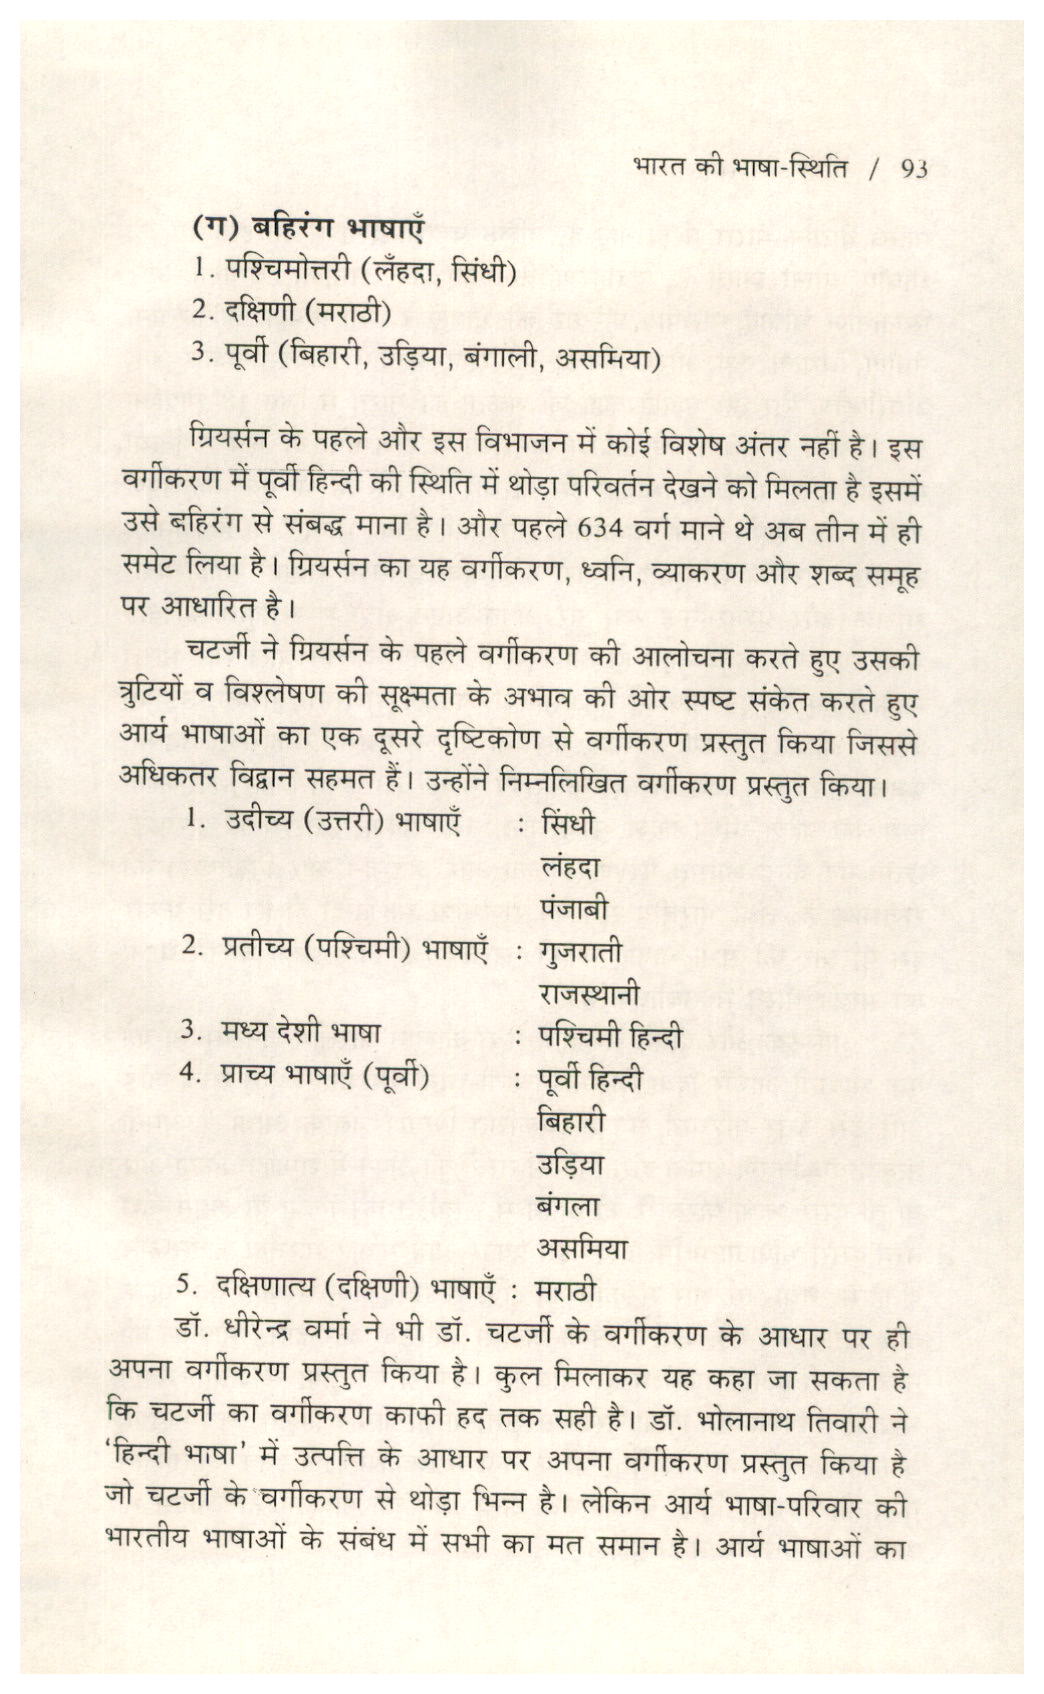 भारत की भाषा-स्थिति / 93
(ग) बहिरंग भाषाएँ
1. पश्चिमोत्तरी (लँहदा, सिंधी)
2. दक्षिणी (मराठी)
3. पूर्वी (बिहारी, उड़िया, बंगाली, असमिया)
ग्रियर्सन के पहले और इस विभाजन में कोई विशेष अंतर नहीं है। इस
वर्गीकरण में पूर्वी हिन्दी की स्थिति में थोड़ा परिवर्तन देखने को मिलता है इसमें
उसे बहिरंग से संबद्ध माना है। और पहले 634 वर्ग माने थे अब तीन में ही
समेट लिया है। ग्रियर्सन का यह वर्गीकरण, ध्वनि, व्याकरण और शब्द समूह
पर आधारित है।
चटर्जी ने ग्रियर्सन के पहले वर्गीकरण की आलोचना करते हुए उसकी
त्रुटियों व विश्लेषण की सूक्ष्मता के अभाव की ओर स्पष्ट संकेत करते हुए
आर्य भाषाओं का एक दूसरे दृष्टिकोण से वर्गीकरण प्रस्तुत किया जिससे
अधिकतर विद्वान सहमत हैं। उन्होंने निम्नलिखित वर्गीकरण प्रस्तुत किया।
1. उदीच्य (उत्तरी) भाषाएँ : सिंधी
लंहदा
पंजाबी
2. प्रतीच्य (पश्चिमी) भाषाएँ : गुजराती
राजस्थानी
3. मध्य देशी भाषा : पश्चिमी हिन्दी
4. प्राच्य भाषाएँ (पूर्वी) : पूर्वी हिन्दी
बिहारी
उड़िया
बंगला
असमिया
5. दक्षिणात्य (दक्षिणी) भाषाएँ : मराठी
डॉ. धीरेन्द्र वर्मा ने भी डॉ. चटर्जी के वर्गीकरण के आधार पर ही
अपना वर्गीकरण प्रस्तुत किया है। कुल मिलाकर यह कहा जा सकता है
कि चटर्जी का वर्गीकरण काफी हद तक सही है। डॉ. भोलानाथ तिवारी ने
‘हिन्दी भाषा’ में उत्पत्ति के आधार पर अपना वर्गीकरण प्रस्तुत किया है
जो चटर्जी के वर्गीकरण से थोड़ा भिन्न है। लेकिन आर्य भाषा-परिवार की
भारतीय भाषाओं के संबंध में सभी का मत समान है। आर्य भाषाओं का